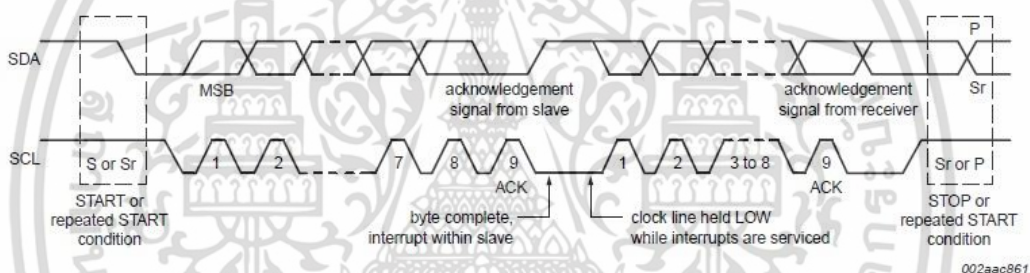 P
SDA
MSB
acknowledgement
signal from slave
acknowledgement
signal from receiver
Sr
SCL
S or Sr
1
2
7
8
9
1
2
3 to 8
9
Sr or P
ACK
ACK
START or
repeated START
condition
byte complete,
interrupt within slave
clock line held LOW
while interrupts are serviced
STOP or
repeated START
condition
002aac861